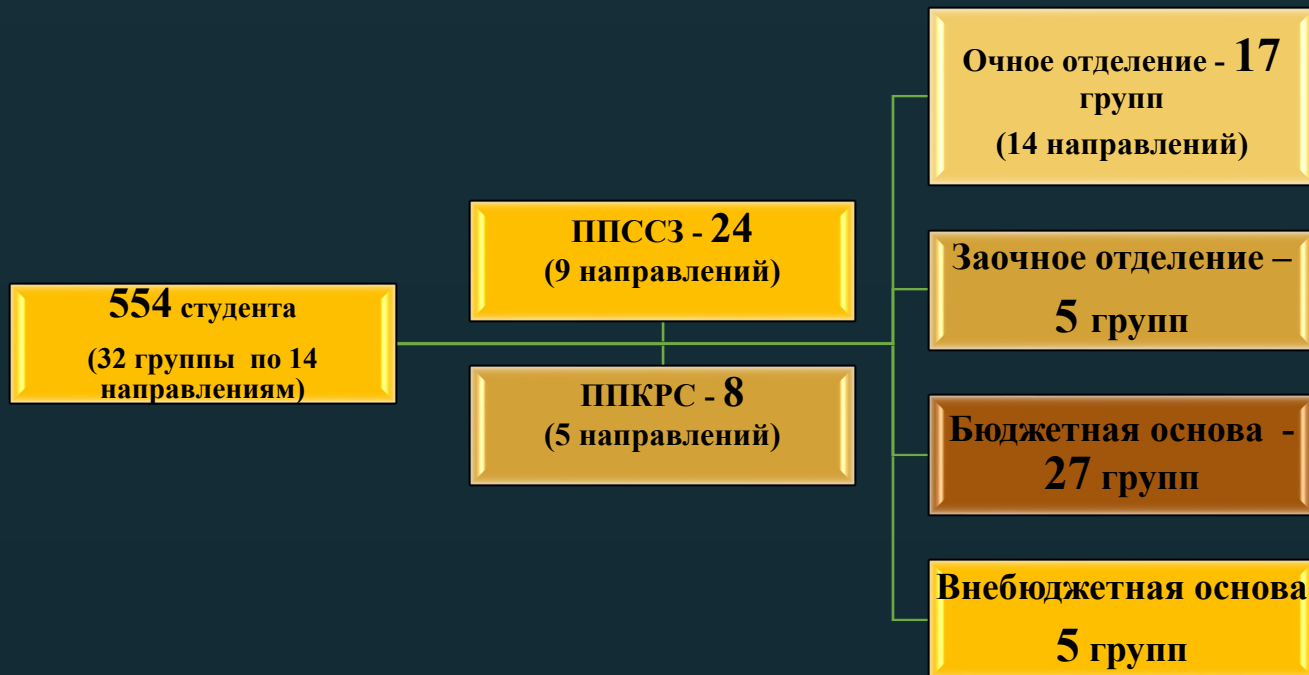 554 студента
(32 группы по 14
направлениям)
ППССЗ - 24
(9 направлений)
ППКРС - 8
(5 направлений)
Очное отделение - 17
групп
(14 направлений)
Заочное отделение –
5 групп
Бюджетная основа -
27 групп
Внебюджетная основа
5 групп